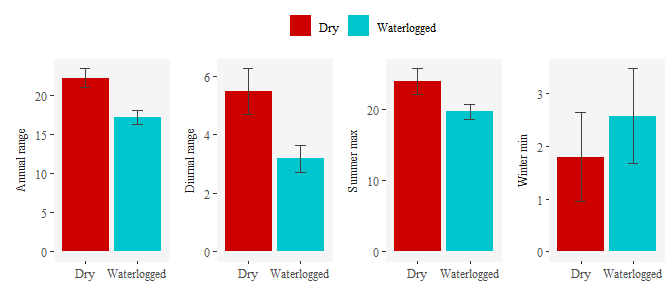 Dry Waterlogged
Annual range
20
15
10
5
0
Dry Waterlogged
Diurnal range
6
4
2
0
Dry Waterlogged
Summer max
20
10
0
Dry Waterlogged
Winter min
3
2
1
0
Dry Waterlogged